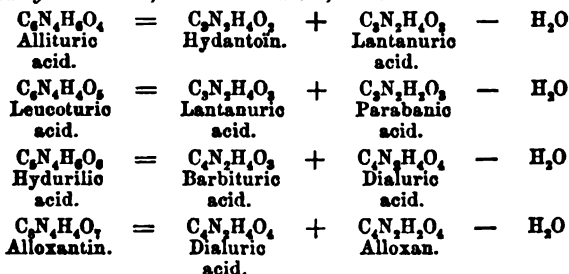 C₆N₄H₆O₄ = C₃N₂H₄O₂ + C₃N₂H₄O₃ — H₂O
Allituric Hydantoïn. Lantanuric
acid. acid.
C₆N₄H₄O₅ = C₃N₂H₄O₃ + C₃N₂H₂O₃ — H₂O
Leucoturic Lantanuric Parabanic
acid. acid. acid.
C₈N₄H₆O₆ = C₄N₂H₄O₃ + C₄N₂H₄O₄ — H₂O
Hydurilic Barbituric Dialuric
acid. acid. acid.
C₈N₄H₄O₇ = C₄N₂H₄O₄ + C₄N₂H₂O₄ — H₂O
Alloxantin. Dialuric Alloxan.
acid.